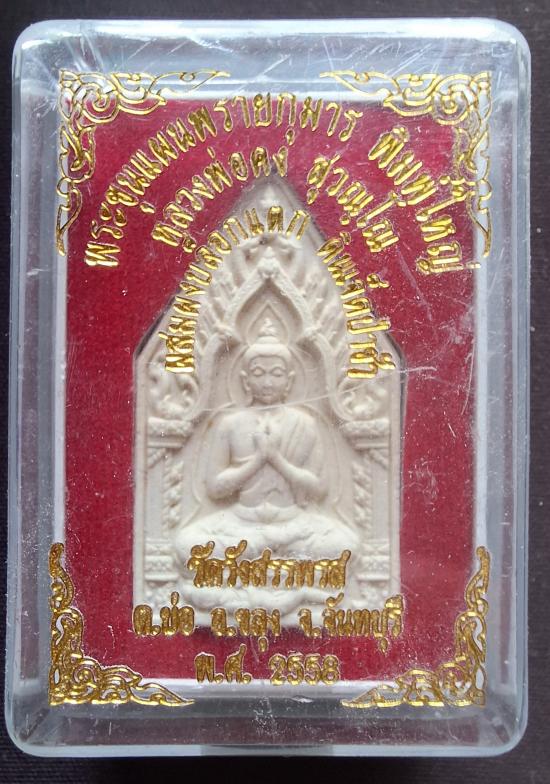 พระขุนแผนพรายกุมาร พิมพ์ใหญ่
หลวงพ่อคง สุวณฺโณ
ผสมผงบล๊อกแตก ดินเจ็ดป่าช้า
วัดวังสรรพรส
ต.บ่อ อ.ขลุง จ.จันทบุรี
พ.ศ. 2558